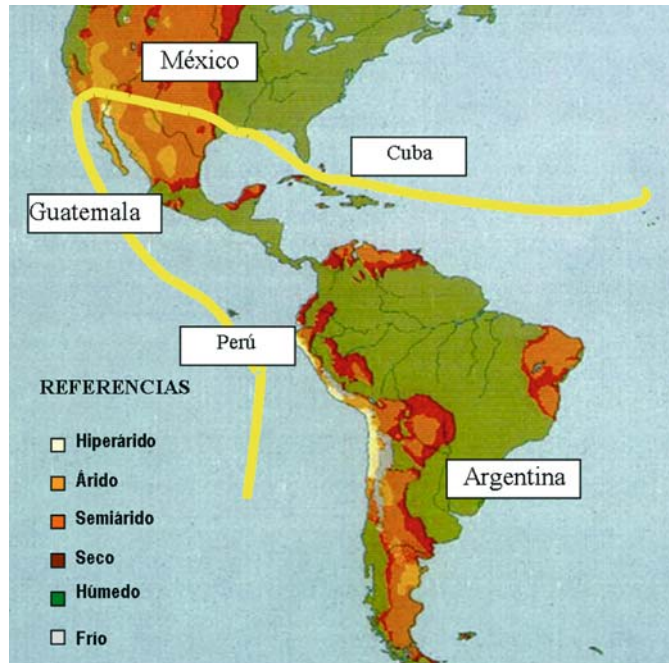 México
Cuba
Guatemala
Perú
REFERENCIAS
Hiperárido
Árido
Semiárido
Argentina
Seco
Húmedo
Frío